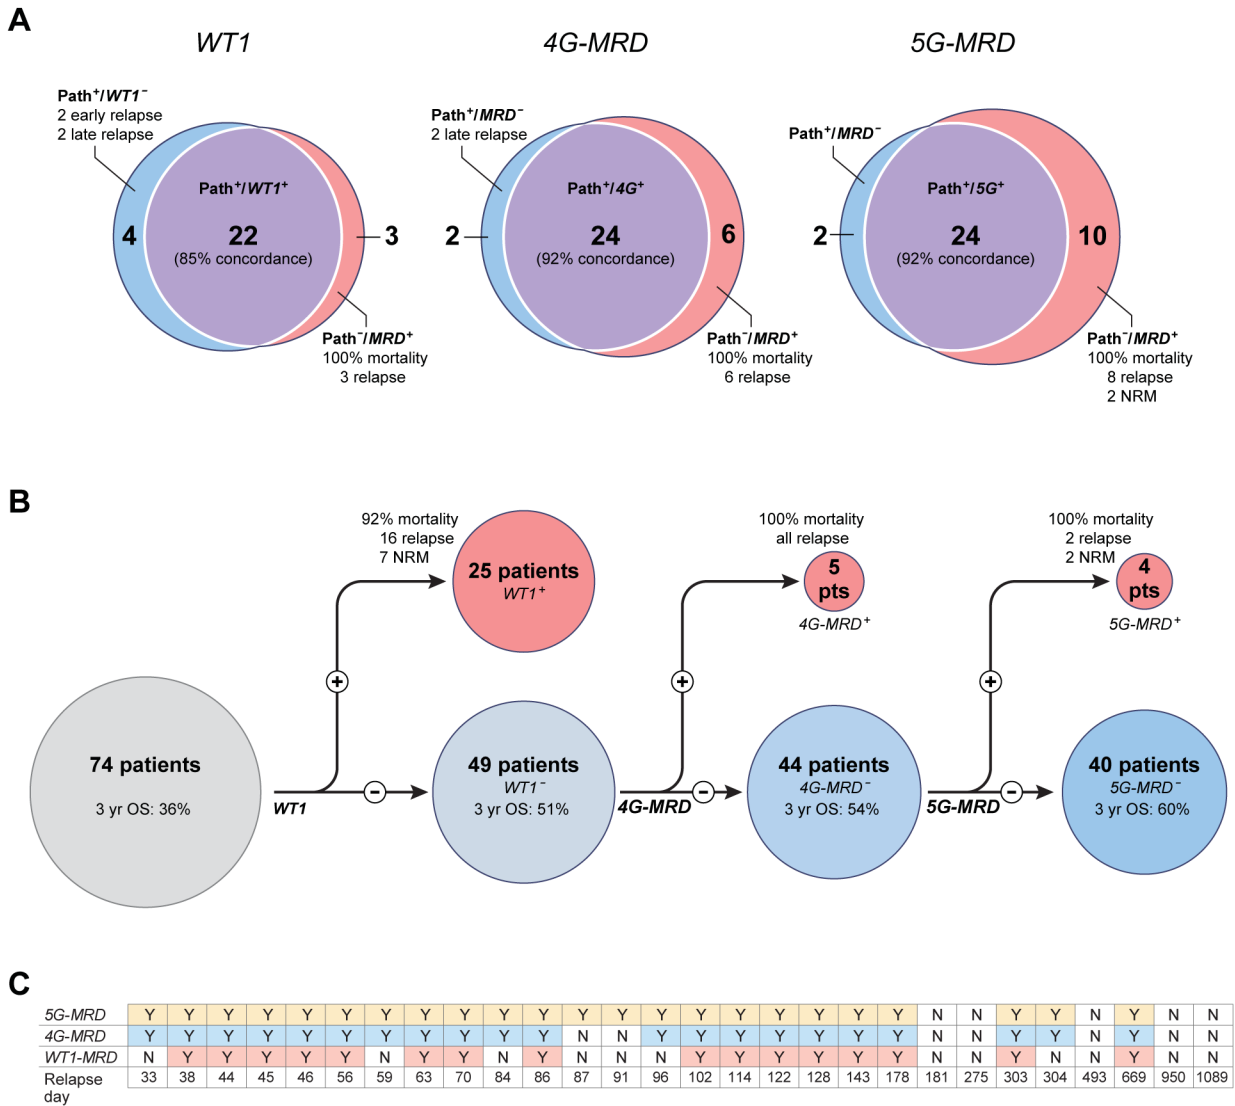 A
WT1
4G-MRD
5G-MRD
Path+/WT1−
2 early relapse
2 late relapse
Path+/MRD−
2 late relapse
Path+/MRD−
Path+/WT1+
Path+/4G+
Path+/5G+
4
22
3
2
24
6
2
24
10
(85% concordance)
(92% concordance)
(92% concordance)
Path−/MRD+
100% mortality
3 relapse
Path−/MRD+
100% mortality
6 relapse
Path−/MRD+
100% mortality
8 relapse
2 NRM
B
92% mortality
16 relapse
7 NRM
25 patients
WT1+
100% mortality
all relapse
5
pts
4G-MRD+
100% mortality
2 relapse
2 NRM
4
pts
5G-MRD+
+
+
+
74 patients
3 yr OS: 36%
WT1
−
49 patients
WT1−
3 yr OS: 51%
4G-MRD
−
44 patients
4G-MRD−
3 yr OS: 54%
5G-MRD
−
40 patients
5G-MRD−
3 yr OS: 60%
C
5G-MRD Y Y Y Y Y Y Y Y Y Y Y Y Y Y Y Y Y Y Y Y N N Y Y N Y N N
4G-MRD Y Y Y Y Y Y Y Y Y Y Y N N Y Y Y Y Y Y Y N N Y Y N Y N N
WT1-MRD N Y Y Y Y Y N Y Y N Y N N N Y Y Y Y Y Y N N Y N N Y N N
Relapse day 33 38 44 45 46 56 59 63 70 84 86 87 91 96 102 114 122 128 143 178 181 275 303 304 493 669 950 1089